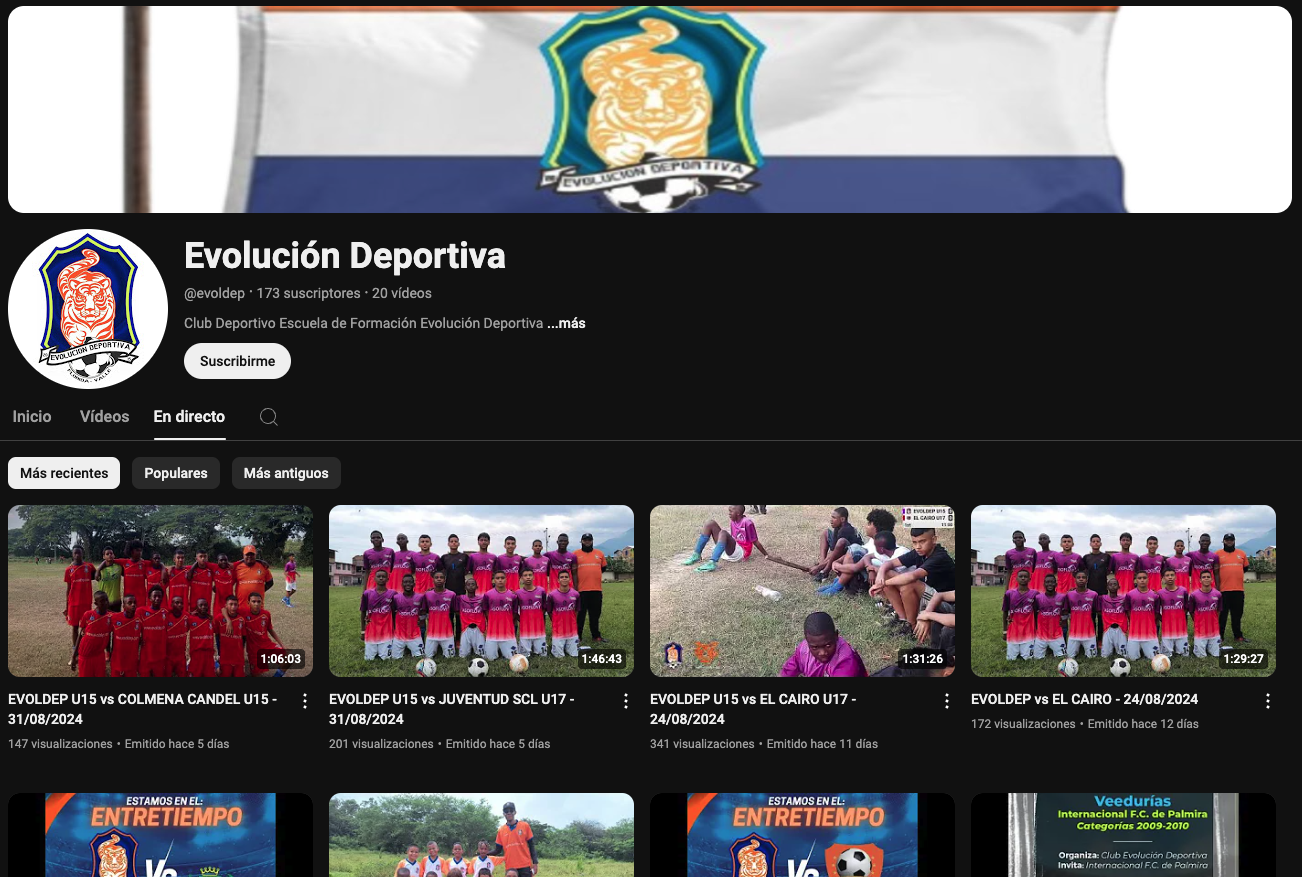 EVOLUCION DEPORTIVA
Evolución Deportiva
@evoldep · 173 suscriptores · 20 vídeos
Club Deportivo Escuela de Formación Evolución Deportiva ...más
EVOLUCION DEPORTIVA
FLORIDA - VALLE
Suscribirme
Inicio Vídeos En directo
Más recientes Populares Más antiguos
EVOLDEP U15
EL CAIRO U17
1:06:03
1:46:43
1:31:26
1:29:27
EVOLDEP U15 vs COLMENA CANDEL U15 -
31/08/2024
147 visualizaciones • Emitido hace 5 días
EVOLDEP U15 vs JUVENTUD SCL U17 -
31/08/2024
201 visualizaciones • Emitido hace 5 días
EVOLDEP U15 vs EL CAIRO U17 -
24/08/2024
341 visualizaciones • Emitido hace 11 días
EVOLDEP vs EL CAIRO - 24/08/2024
172 visualizaciones • Emitido hace 12 días
ESTAMOS EN EL:
ENTRETIEMPO
Vs
ESTAMOS EN EL:
ENTRETIEMPO
Vs
Veedurías
Internacional F.C. de Palmira
Categorías 2009-2010
Organiza: Club Evolución Deportiva
Invita: Internacional F.C. de Palmira